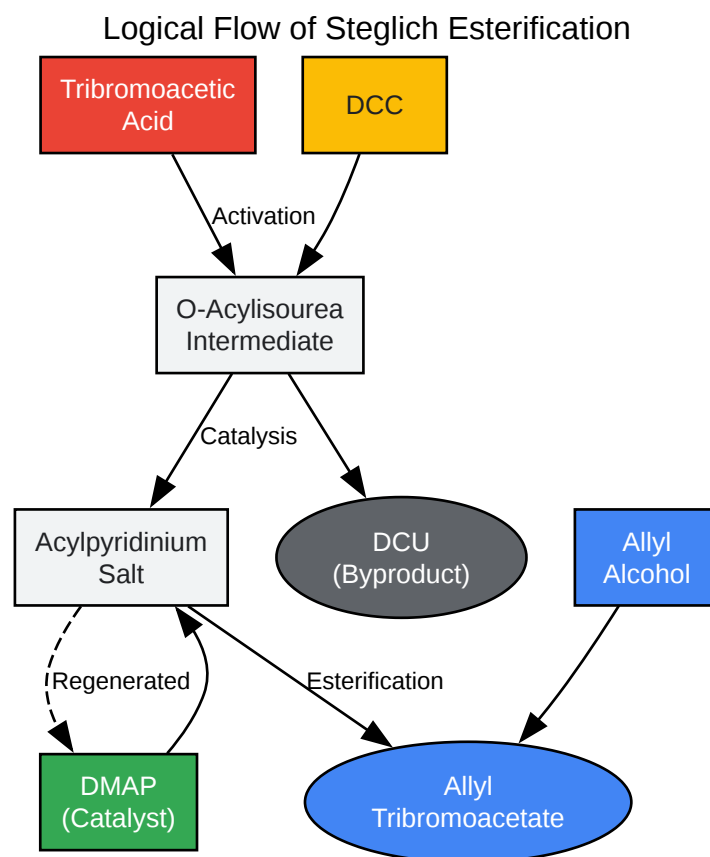 Logical Flow of Steglich Esterification
Tribromoacetic
Acid
DCC
Activation
O-Acylisourea
Intermediate
Catalysis
Acylpyridinium
Salt
DCU
(Byproduct)
Allyl
Alcohol
Regenerated
Esterification
DMAP
(Catalyst)
Allyl
Tribromoacetate